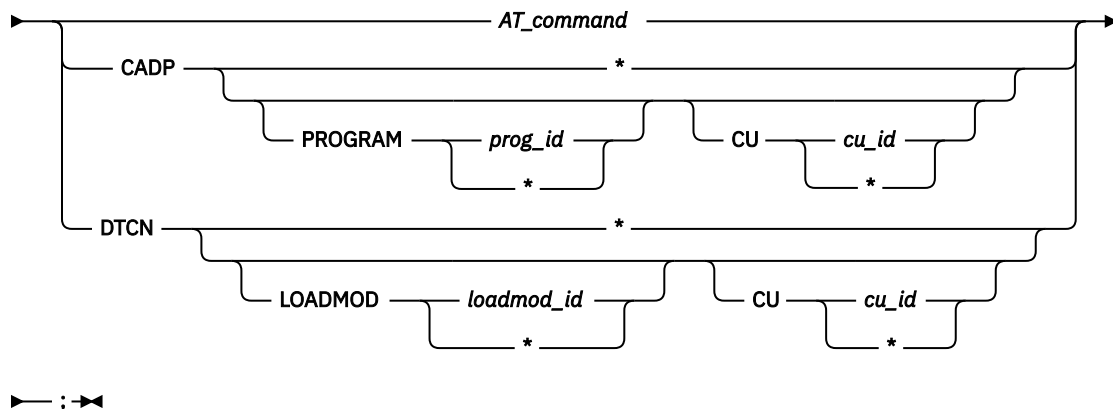 AT_command
CADP *
PROGRAM prog_id CU cu_id
* *
DTCN *
LOADMOD loadmod_id CU cu_id
* *
;